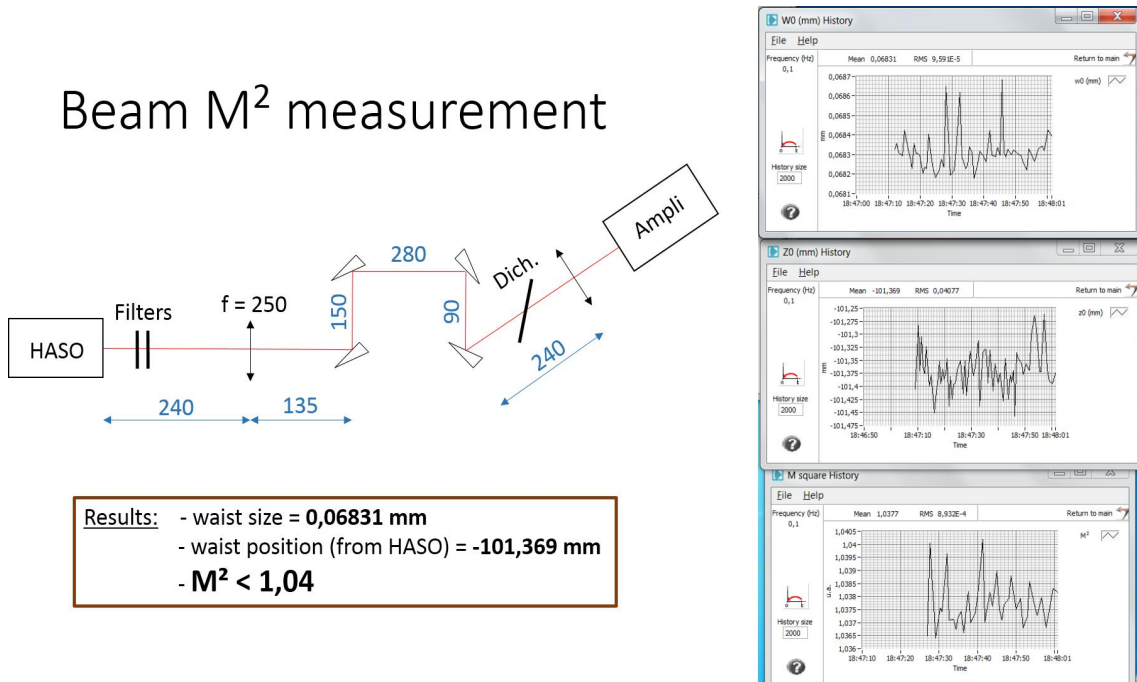 Beam M² measurement
HASO
Filters
f = 250
240
135
150
280
90
Dich.
240
Ampli
Results: - waist size = 0,06831 mm
- waist position (from HASO) = -101,369 mm
- M² < 1,04
W0 (mm) History
File Help
Frequency (Hz)
0,1
Mean 0,06831 RMS 9,591E-5
Return to main
w0 (mm)
0,0687
0,0686
0,0685
0,0684
0,0683
0,0682
0,0681
mm
18:47:00 18:47:10 18:47:20 18:47:30 18:47:40 18:47:50 18:48:01
Time
History size
2000
?
Z0 (mm) History
File Help
Frequency (Hz)
0,1
Mean -101,369 RMS 0,04077
Return to main
z0 (mm)
-101,25
-101,275
-101,3
-101,325
-101,35
-101,375
-101,4
-101,425
-101,45
-101,475
mm
18:46:50 18:47:10 18:47:30 18:47:50 18:48:01
Time
History size
2000
?
M square History
File Help
Frequency (Hz)
0,1
Mean 1,0377 RMS 8,932E-4
Return to main
M²
1,0405
1,04
1,0395
1,039
1,0385
1,038
1,0375
1,037
1,0365
1,036
u.a.
18:47:10 18:47:20 18:47:30 18:47:40 18:47:50 18:48:01
Time
History size
2000
?